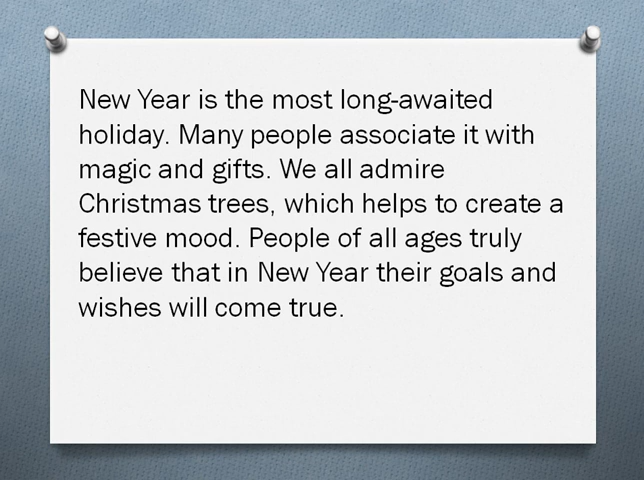 New Year is the most long-awaited
holiday. Many people associate it with
magic and gifts. We all admire
Christmas trees, which helps to create a
festive mood. People of all ages truly
believe that in New Year their goals and
wishes will come true.